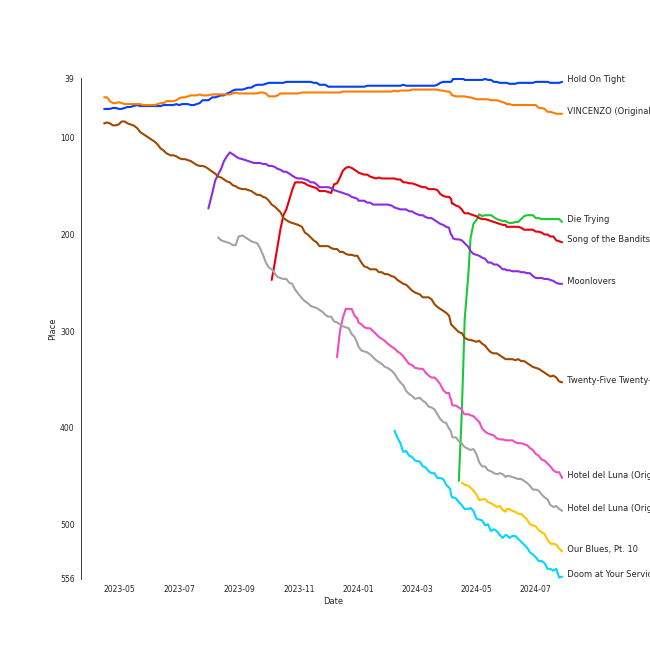 39
100
200
300
400
500
556
Place
2023-05
2023-07
2023-09
2023-11
2024-01
2024-03
2024-05
2024-07
Date
Hold On Tight
VINCENZO (Original
Die Trying
Song of the Bandits
Moonlovers
Twenty-Five Twenty-
Hotel del Luna (Orig
Hotel del Luna (Orig
Our Blues, Pt. 10
Doom at Your Servic